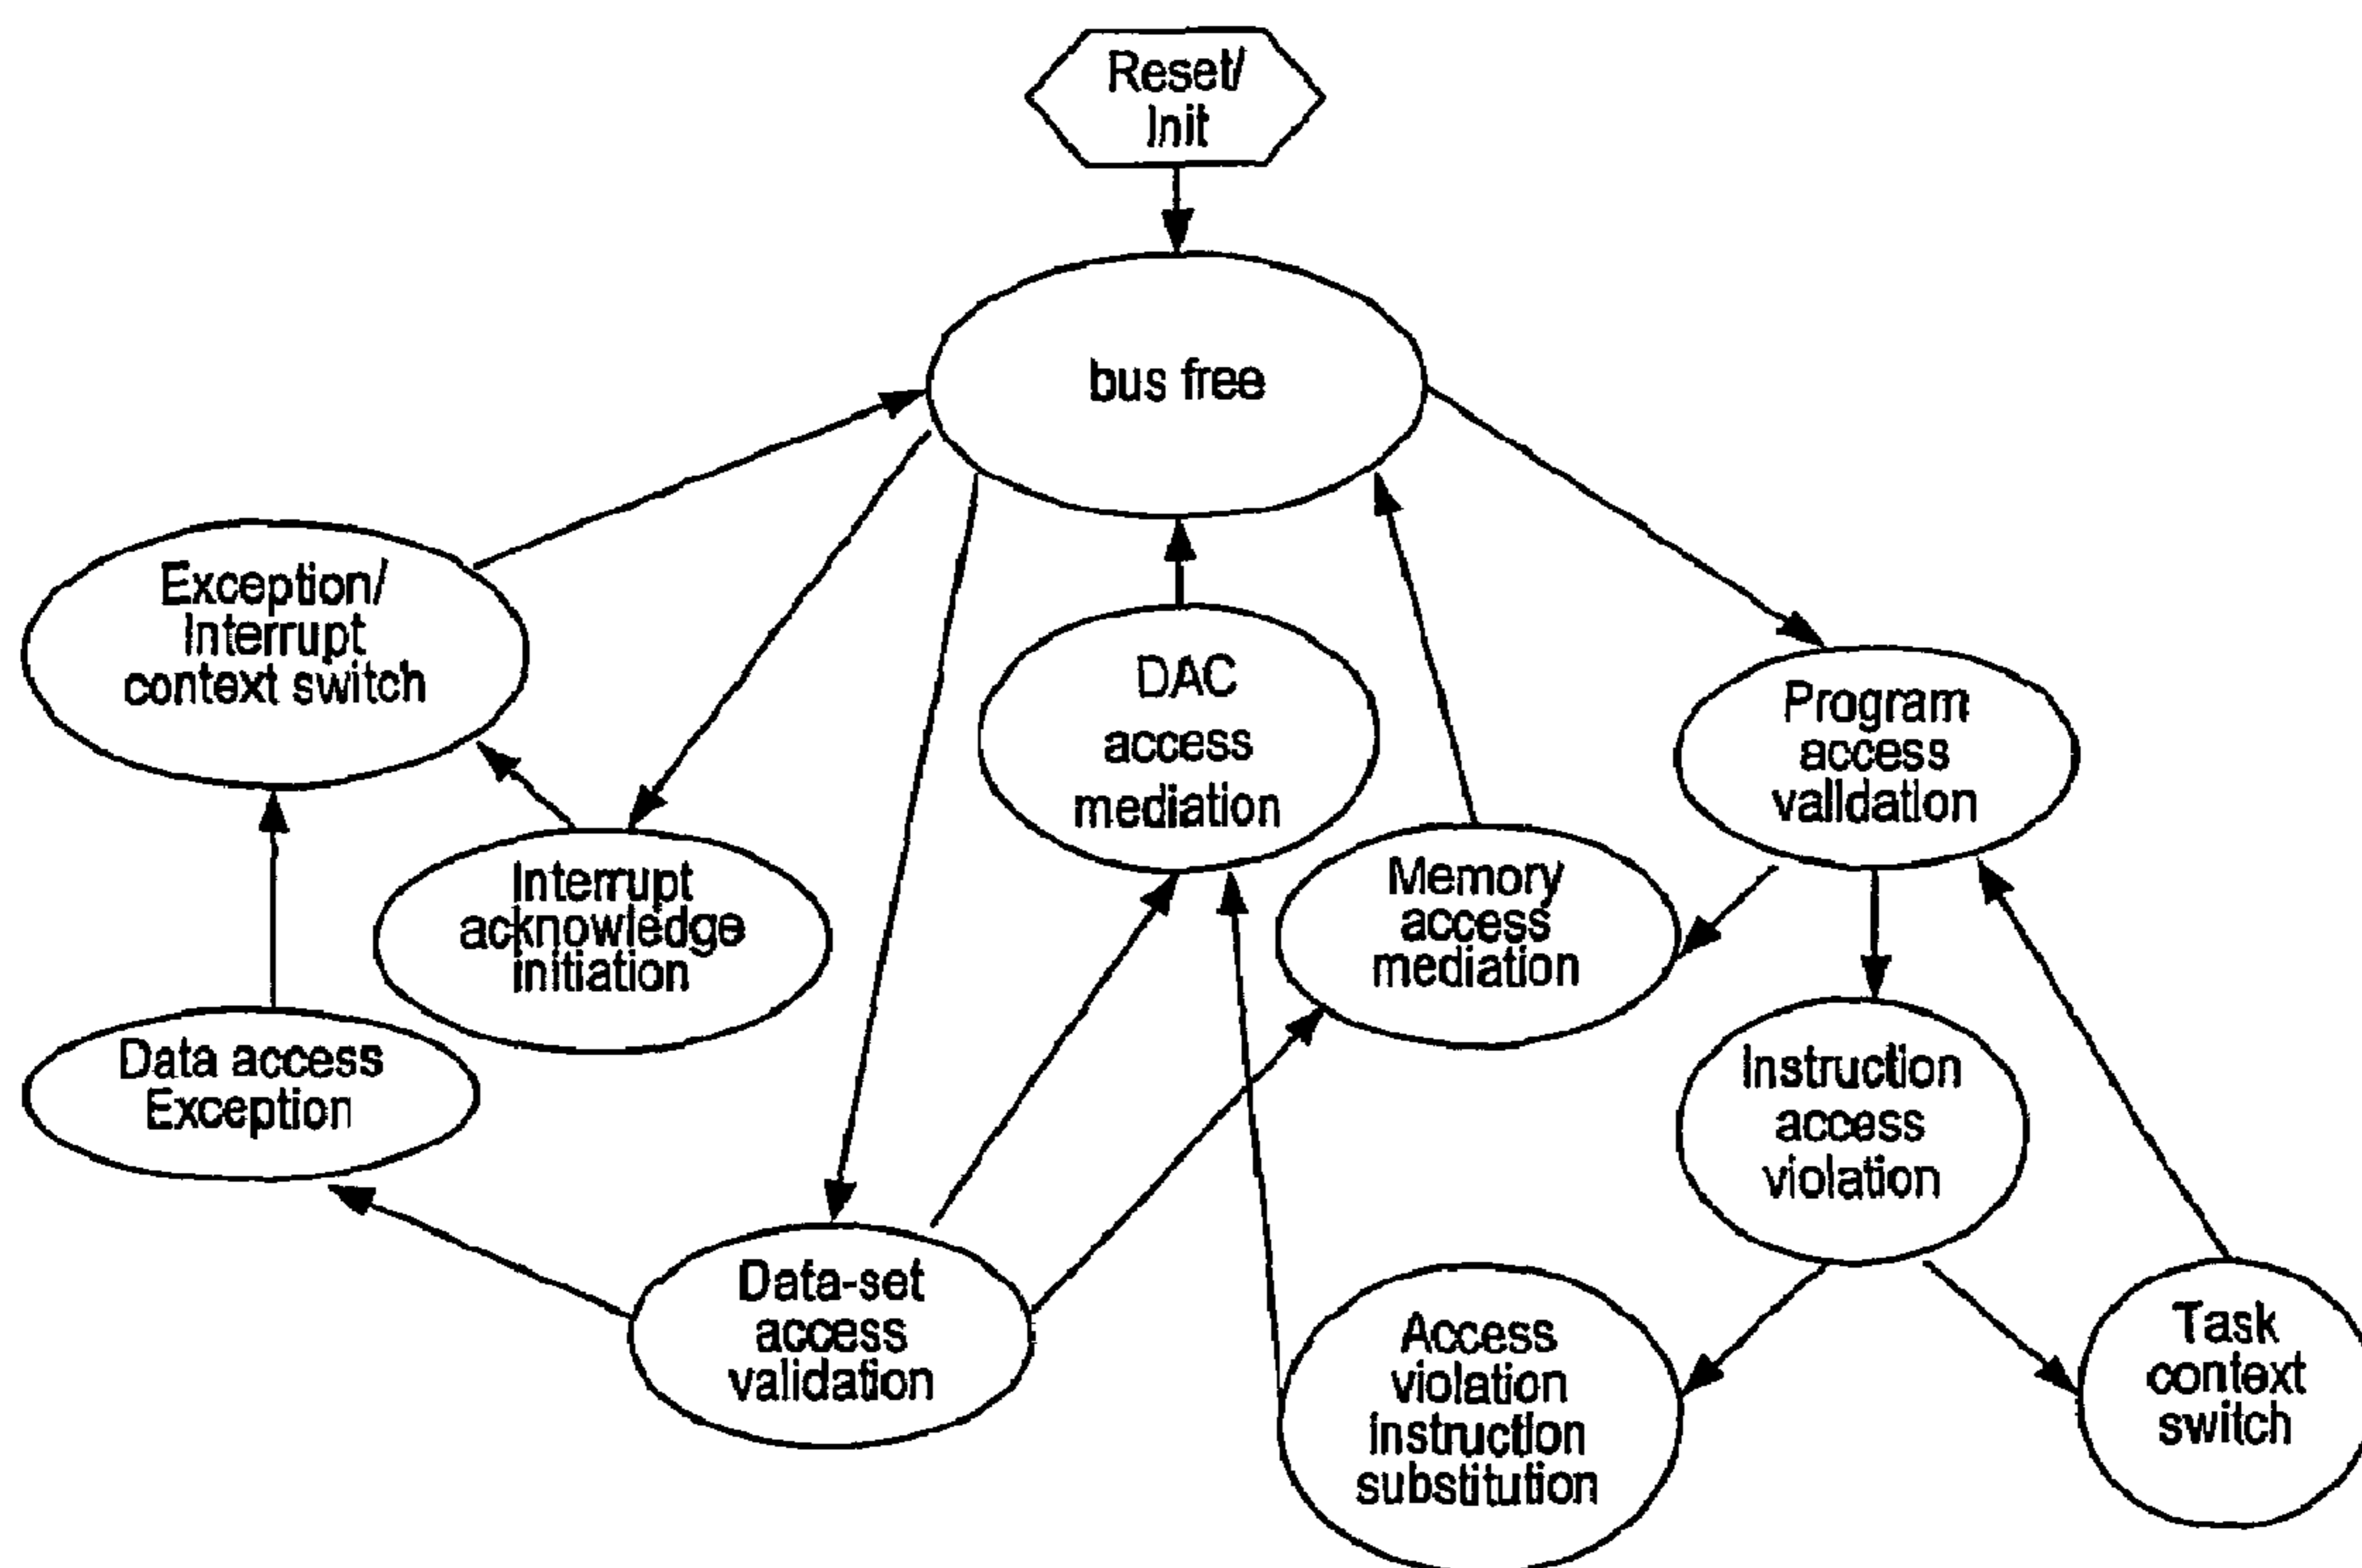 Reset/
Init
bus free
Exception/
Interrupt
context switch
DAC
access
mediation
Program
access
validation
Interrupt
acknowledge
initiation
Memory
access
mediation
Data access
Exception
Instruction
access
violation
Data-set
access
validation
Access
violation
instruction
substitution
Task
context
switch